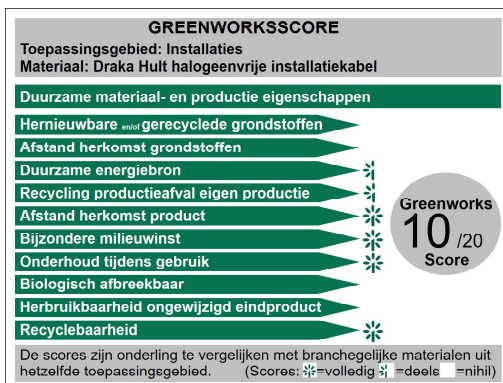 GREENWORKSSCORE
Toepassingsgebied: Installaties
Materiaal: Draka Hult halogeenvrije installatiekabel
Duurzame materiaal- en productie eigenschappen
Hernieuwbare en/of gerecyclede grondstoffen
Afstand herkomst grondstoffen
Duurzame energiebron
Recycling productieafval eigen productie
Afstand herkomst product
Bijzondere milieuwinst
Onderhoud tijdens gebruik
Biologisch afbreekbaar
Herbruikbaarheid ongewijzigd eindproduct
Recyclebaarheid
Greenworks
10 /20
Score
De scores zijn onderling te vergelijken met branchegelijke materialen uit
hetzelfde toepassingsgebied. (Scores: =volledig =deels =nihil)